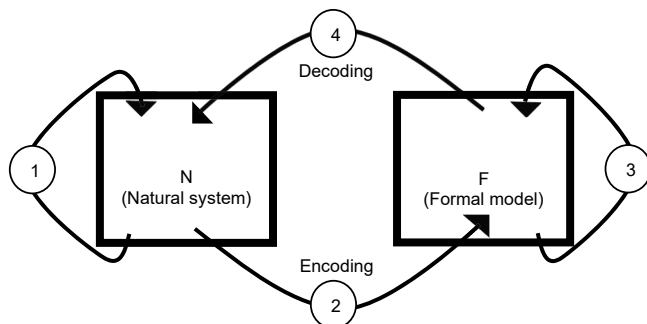 4
Decoding
1
N
(Natural system)
F
(Formal model)
3
Encoding
2